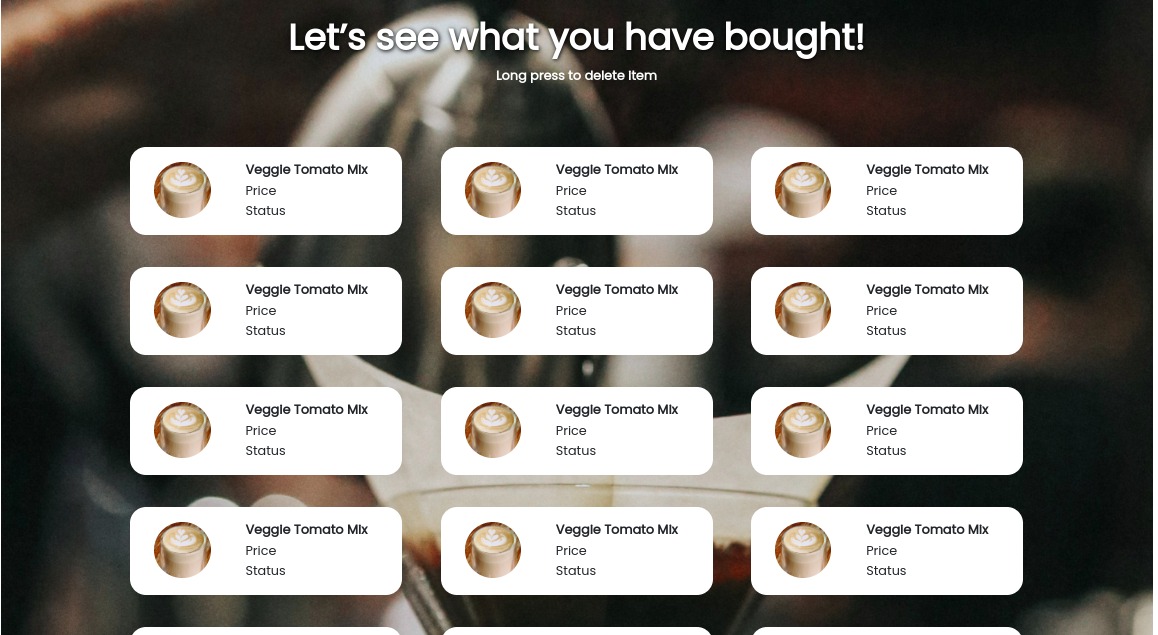 Let’s see what you have bought!
Long press to delete Item
Veggie Tomato Mix
Price
Status
Veggie Tomato Mix
Price
Status
Veggie Tomato Mix
Price
Status
Veggie Tomato Mix
Price
Status
Veggie Tomato Mix
Price
Status
Veggie Tomato Mix
Price
Status
Veggie Tomato Mix
Price
Status
Veggie Tomato Mix
Price
Status
Veggie Tomato Mix
Price
Status
Veggie Tomato Mix
Price
Status
Veggie Tomato Mix
Price
Status
Veggie Tomato Mix
Price
Status